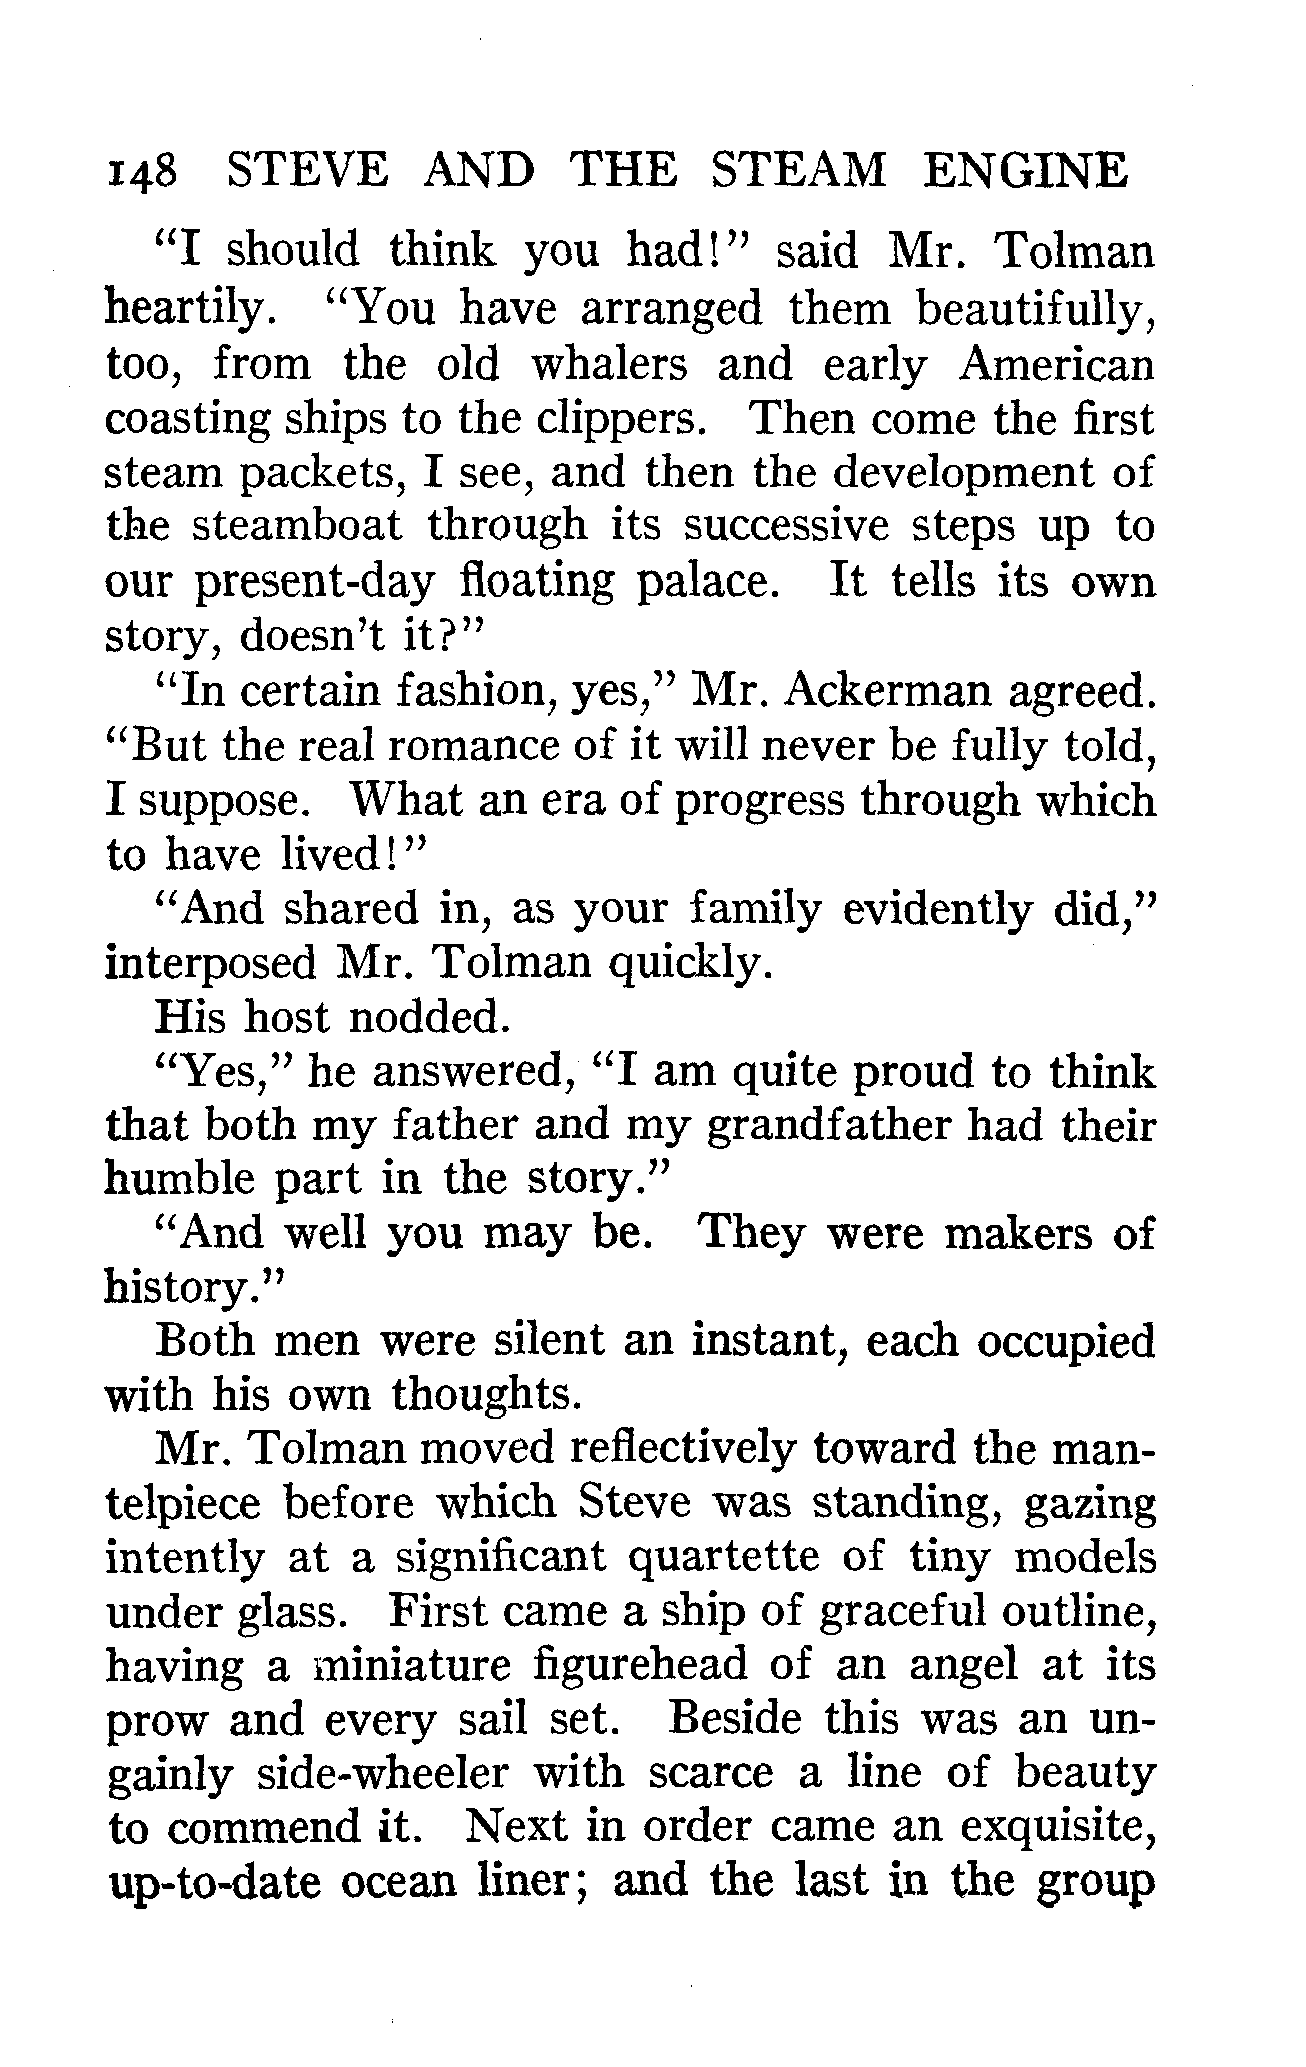 148 STEVE AND THE STEAM ENGINE
"I should think you had!" said Mr. Tolman
heartily. "You have arranged them beautifully,
too, from the old whalers and early American
coasting ships to the clippers. Then come the first
steam packets, I see, and then the development of
the steamboat through its successive steps up to
our present-day floating palace. It tells its own
story, doesn't it?"
"In certain fashion, yes," Mr. Ackerman agreed.
"But the real romance of it will never be fully told,
I suppose. What an era of progress through which
to have lived!"
"And shared in, as your family evidently did,"
interposed Mr. Tolman quickly.
His host nodded.
"Yes," he answered, "I am quite proud to think
that both my father and my grandfather had their
humble part in the story."
"And well you may be. They were makers of
history."
Both men were silent an instant, each occupied
with his own thoughts.
Mr. Tolman moved reflectively toward the man-
telpiece before which Steve was standing, gazing
intently at a significant quartette of tiny models
under glass. First came a ship of graceful outline,
having a miniature figurehead of an angel at its
prow and every sail set. Beside this was an un-
gainly side-wheeler with scarce a line of beauty
to commend it. Next in order came an exquisite,
up-to-date ocean liner; and the last in the group